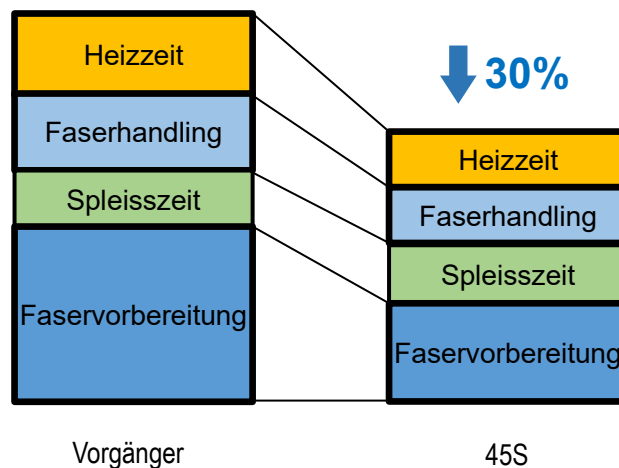 Heizzeit
Faserhandling
Spleisszeit
Faservorbereitung
Vorgänger
30%
Heizzeit
Faserhandling
Spleisszeit
Faservorbereitung
45S